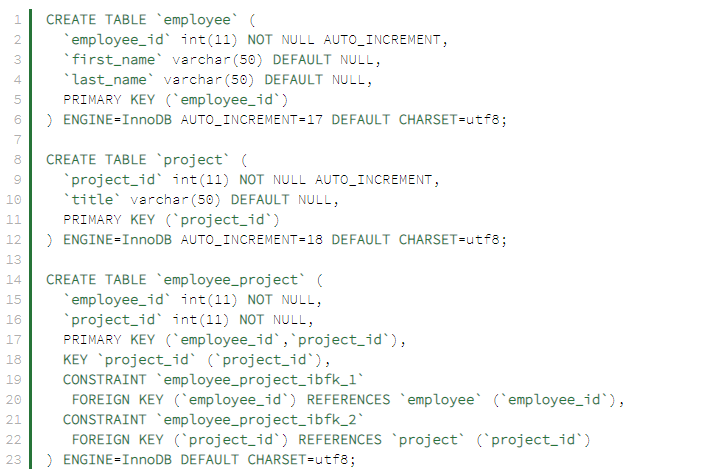 1 CREATE TABLE `employee` (
2 `employee_id` int(11) NOT NULL AUTO_INCREMENT,
3 `first_name` varchar(50) DEFAULT NULL,
4 `last_name` varchar(50) DEFAULT NULL,
5 PRIMARY KEY (`employee_id`)
6 ) ENGINE=InnoDB AUTO_INCREMENT=17 DEFAULT CHARSET=utf8;
7
8 CREATE TABLE `project` (
9 `project_id` int(11) NOT NULL AUTO_INCREMENT,
10 `title` varchar(50) DEFAULT NULL,
11 PRIMARY KEY (`project_id`)
12 ) ENGINE=InnoDB AUTO_INCREMENT=18 DEFAULT CHARSET=utf8;
13
14 CREATE TABLE `employee_project` (
15 `employee_id` int(11) NOT NULL,
16 `project_id` int(11) NOT NULL,
17 PRIMARY KEY (`employee_id`,`project_id`),
18 KEY `project_id` (`project_id`),
19 CONSTRAINT `employee_project_ibfk_1`
20 FOREIGN KEY (`employee_id`) REFERENCES `employee` (`employee_id`),
21 CONSTRAINT `employee_project_ibfk_2`
22 FOREIGN KEY (`project_id`) REFERENCES `project` (`project_id`)
23 ) ENGINE=InnoDB DEFAULT CHARSET=utf8;